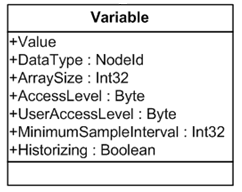 Variable
+Value
+DataType : NodeId
+ArraySize : Int32
+AccessLevel : Byte
+UserAccessLevel : Byte
+MinimumSampleInterval : Int32
+Historizing : Boolean